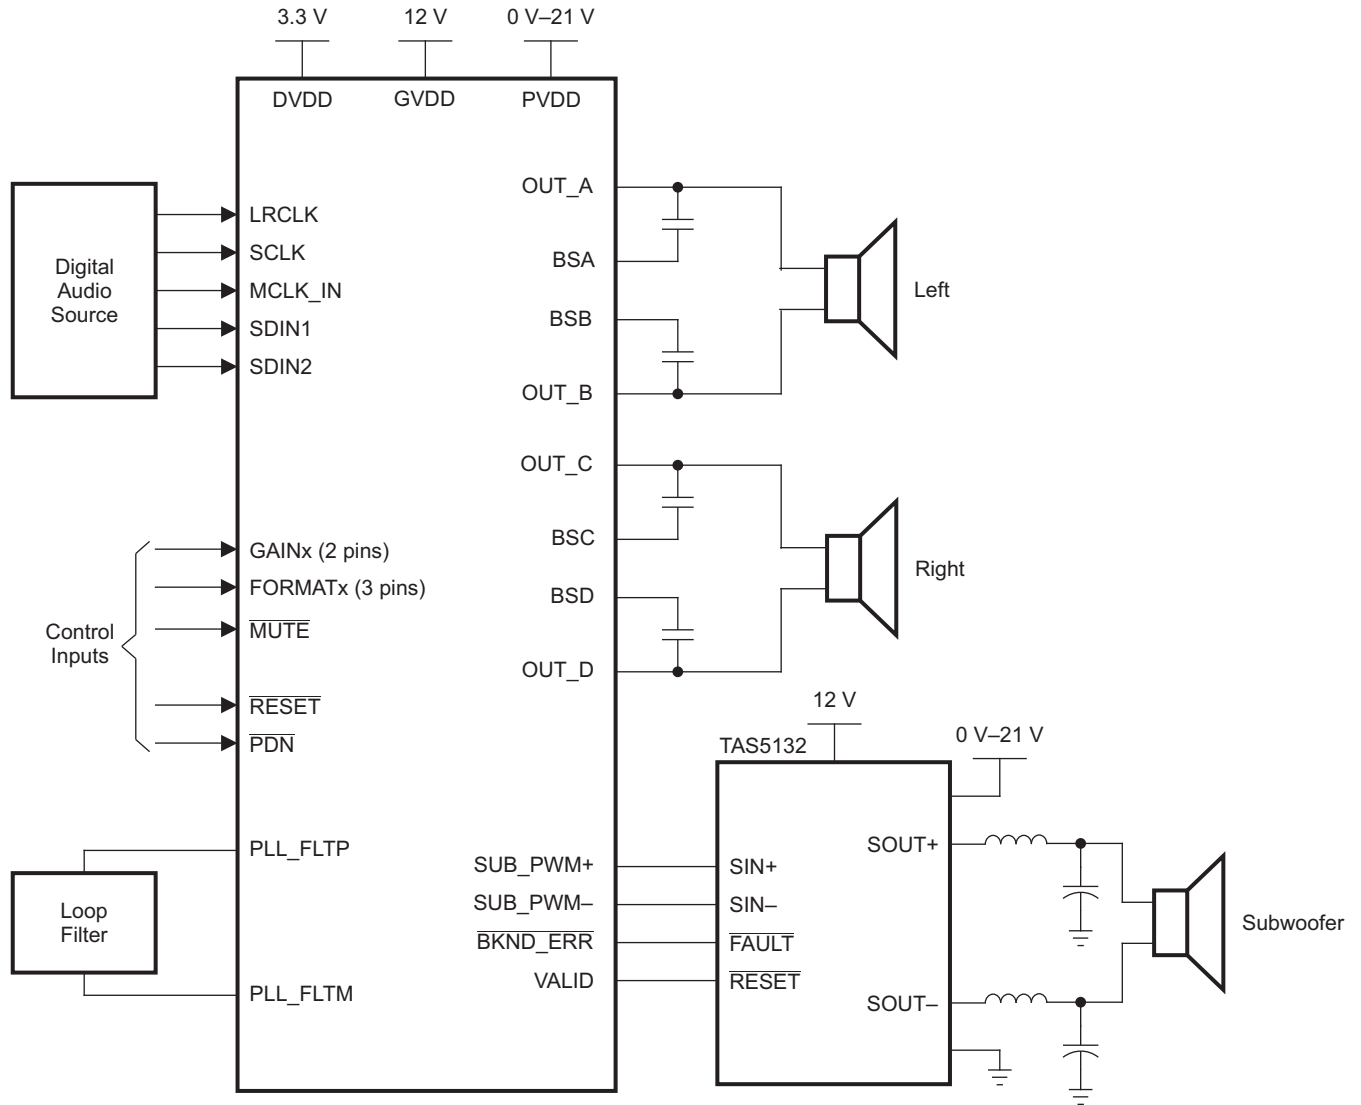 3.3 V
12 V
0 V–21 V
DVDD
GVDD
PVDD
Digital
Audio
Source
LRCLK
SCLK
MCLK_IN
SDIN1
SDIN2
OUT_A
BSA
BSB
OUT_B
Left
OUT_C
BSC
BSD
OUT_D
Right
Control
Inputs
GAINx (2 pins)
FORMATx (3 pins)
MUTE
RESET
PDN
Loop
Filter
PLL_FLTP
PLL_FLTM
SUB_PWM+
SUB_PWM–
BKND_ERR
VALID
12 V
0 V–21 V
TAS5132
SIN+
SIN–
FAULT
RESET
SOUT+
SOUT–
Subwoofer